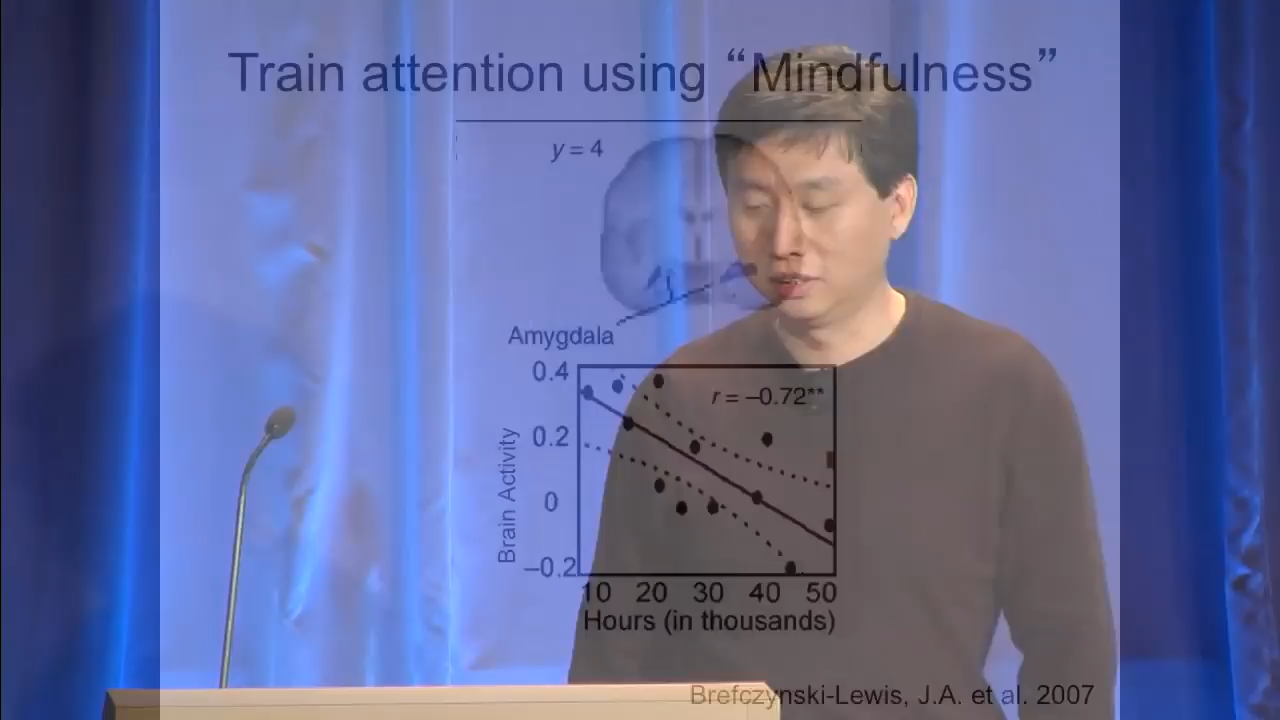 Train attention using “Mindfulness”
y = 4
Amygdala
0.4
r = –0.72**
0.2
Brain Activity
0
–0.2
10 20 30 40 50
Hours (in thousands)
Brefczynski-Lewis, J.A. et al. 2007